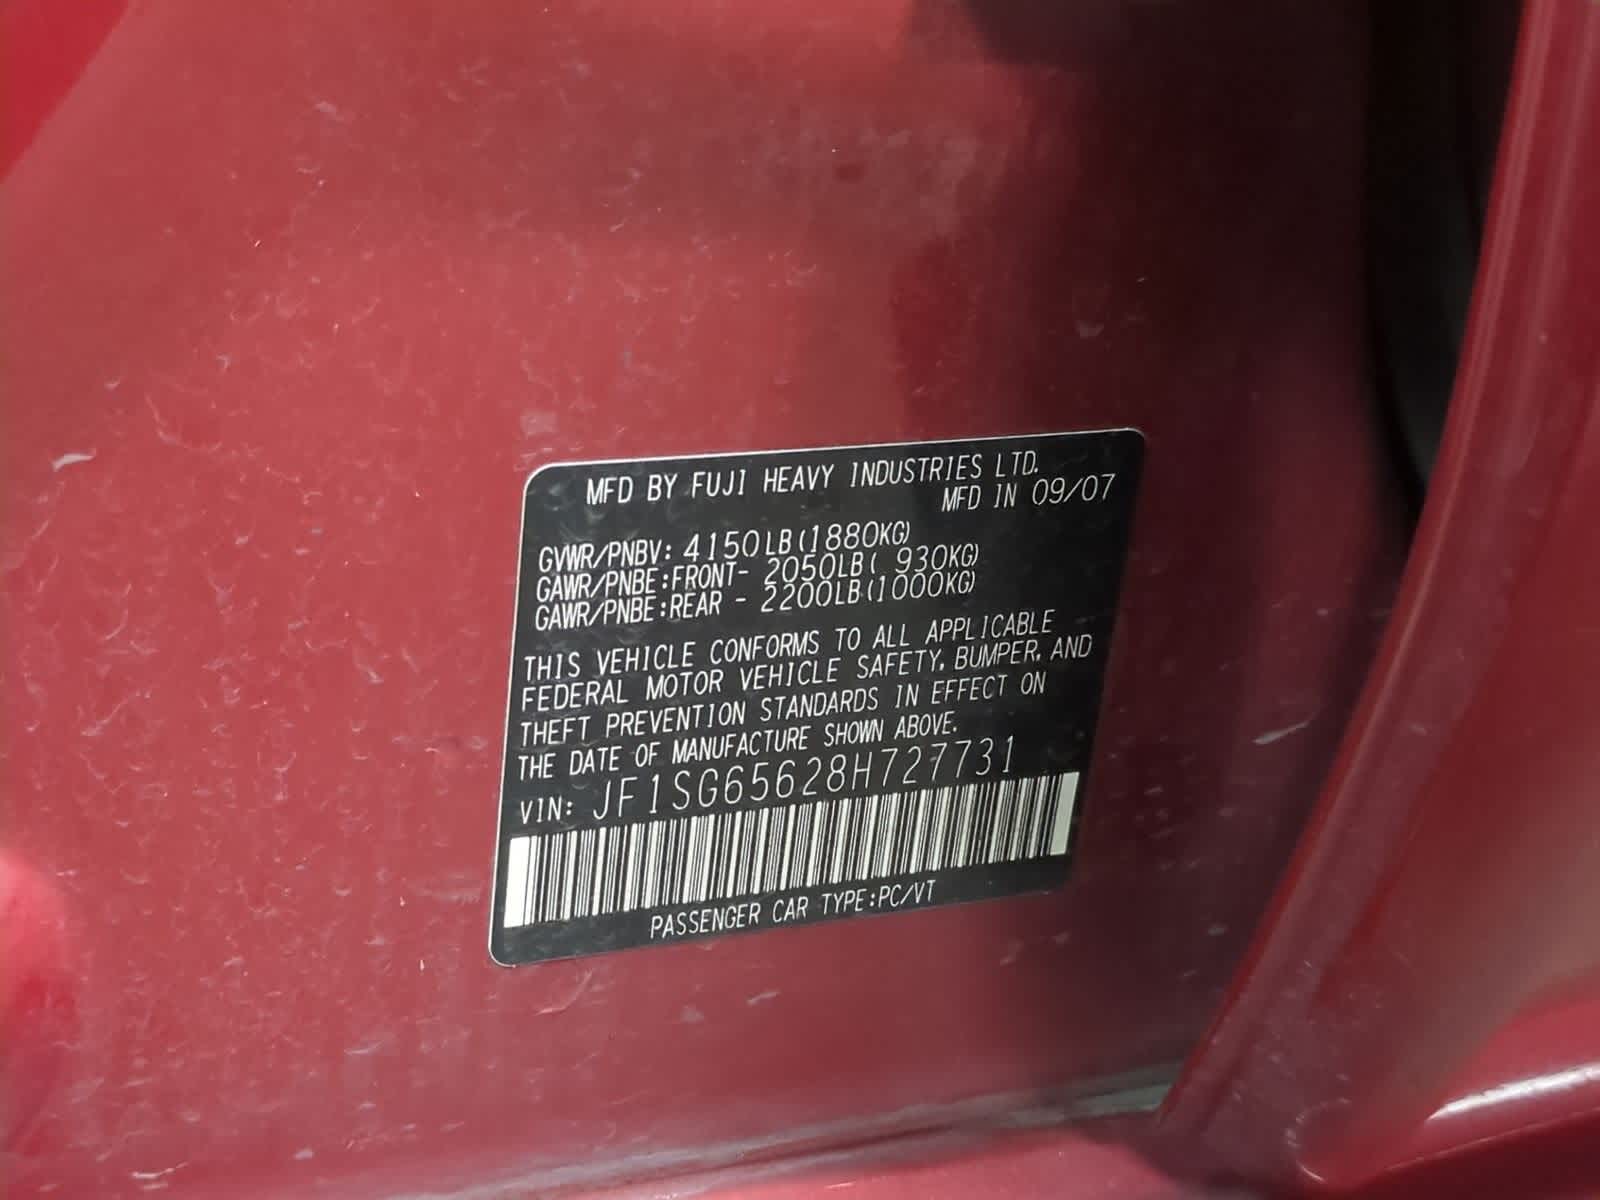 MFD BY FUJI HEAVY INDUSTRIES LTD.
MFD IN 09/07
GVWR/PNBV: 4150LB(1880KG)
GAWR/PNBE:FRONT- 2050LB( 930KG)
GAWR/PNBE:REAR - 2200LB(1000KG)
THIS VEHICLE CONFORMS TO ALL APPLICABLE
FEDERAL MOTOR VEHICLE SAFETY, BUMPER, AND
THEFT PREVENTION STANDARDS IN EFFECT ON
THE DATE OF MANUFACTURE SHOWN ABOVE.
VIN: JF1SG65628H727731
PASSENGER CAR TYPE:PC/VT